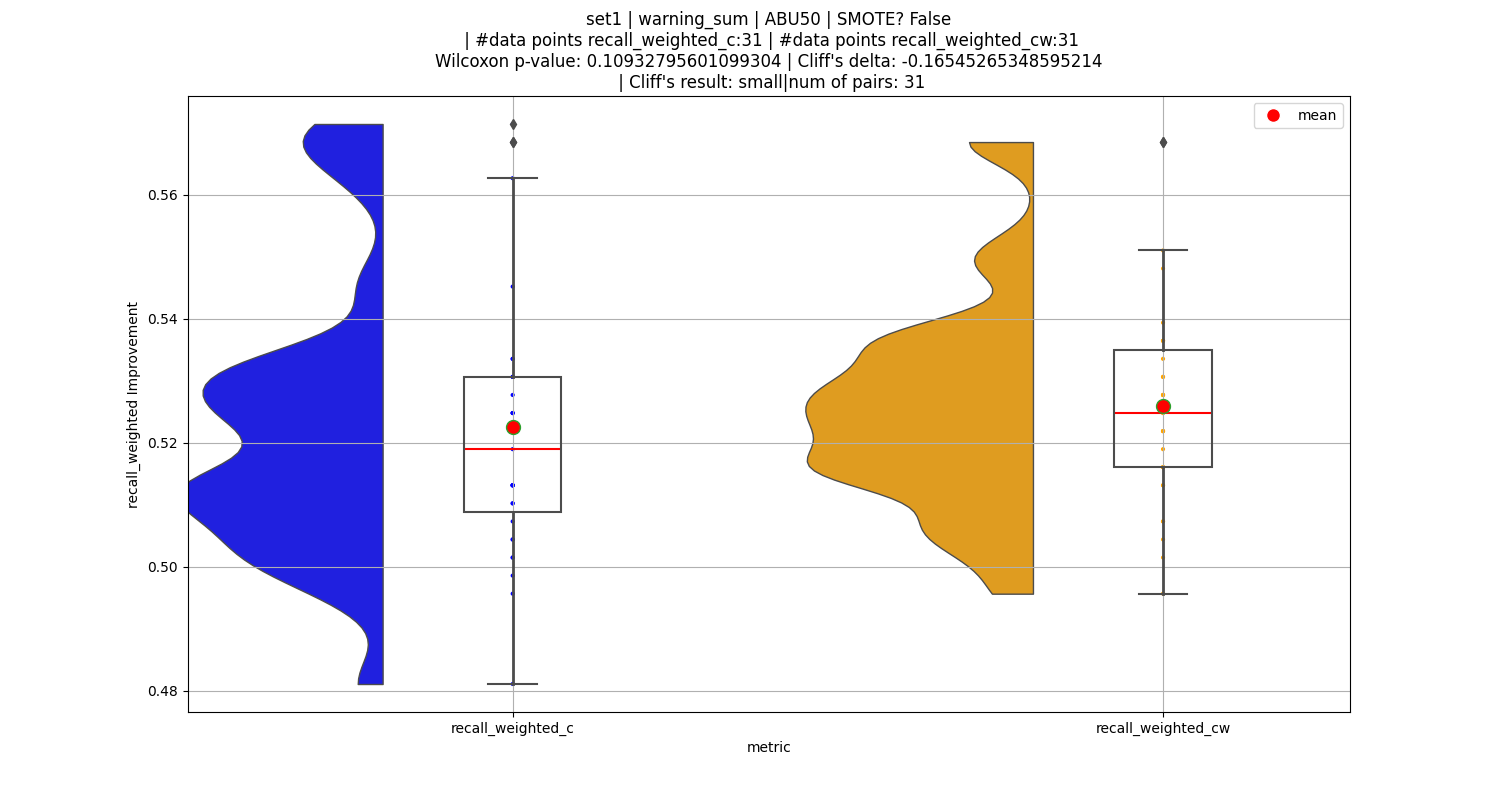 set1 | warning_sum | ABU50 | SMOTE? False
| #data points recall_weighted_c:31 | #data points recall_weighted_cw:31
Wilcoxon p-value: 0.10932795601099304 | Cliff's delta: -0.16545265348595214
| Cliff's result: small|num of pairs: 31
mean
0.56
0.54
0.52
0.50
0.48
recall_weighted Improvement
recall_weighted_c
recall_weighted_cw
metric